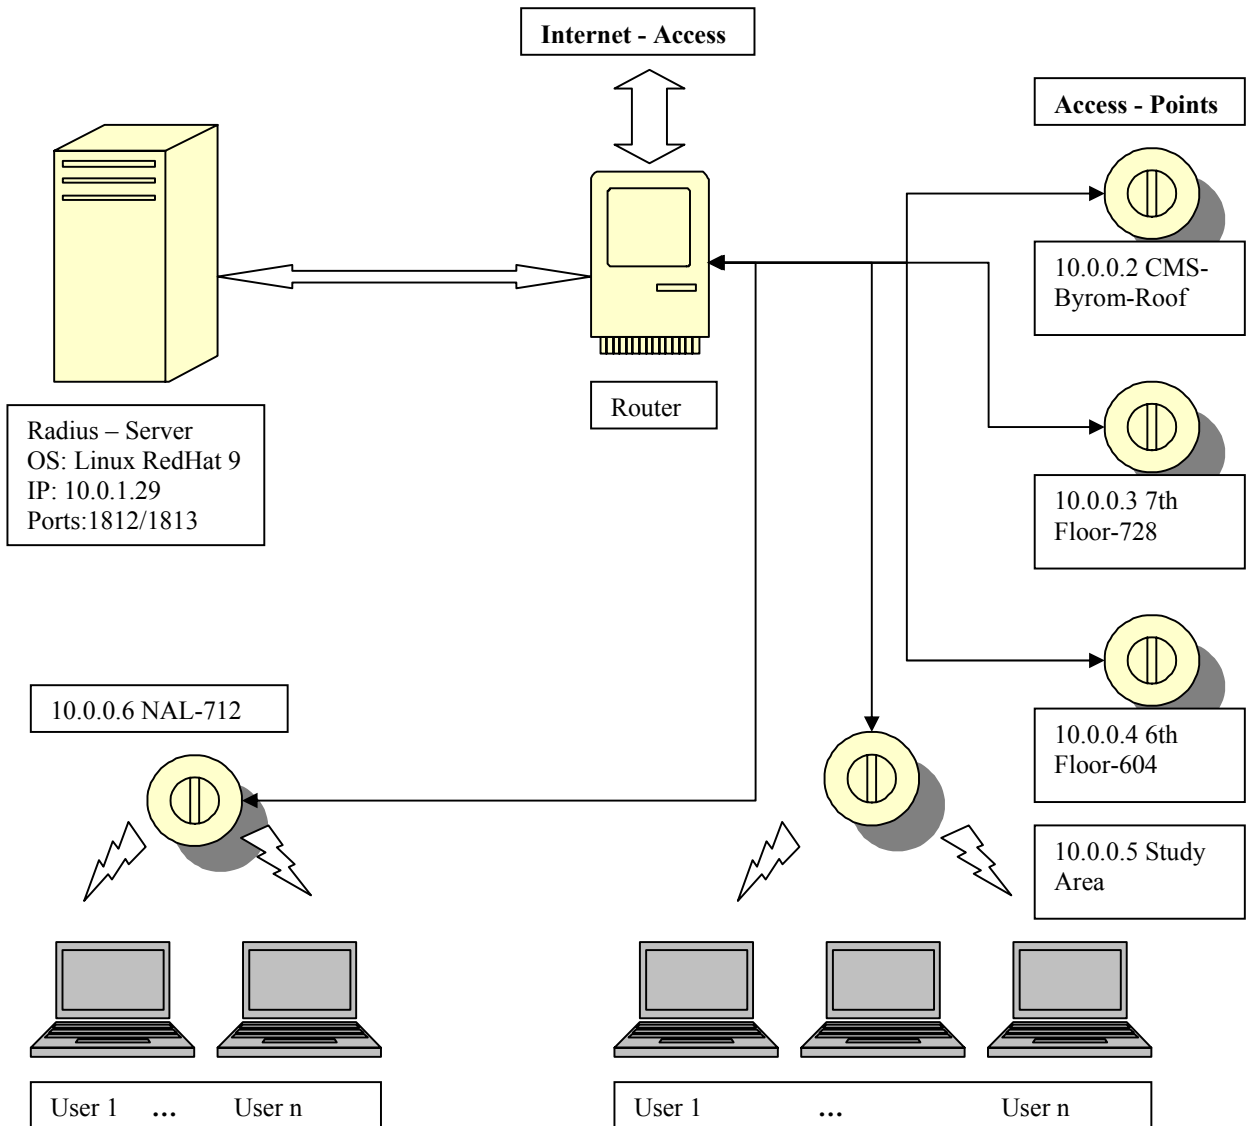 Internet - Access
Access - Points
10.0.0.2 CMS-
Byrom-Roof
Router
Radius – Server
OS: Linux RedHat 9
IP: 10.0.1.29
Ports:1812/1813
10.0.0.3 7th
Floor-728
10.0.0.6 NAL-712
10.0.0.4 6th
Floor-604
10.0.0.5 Study
Area
User 1 ... User n
User 1 ... User n